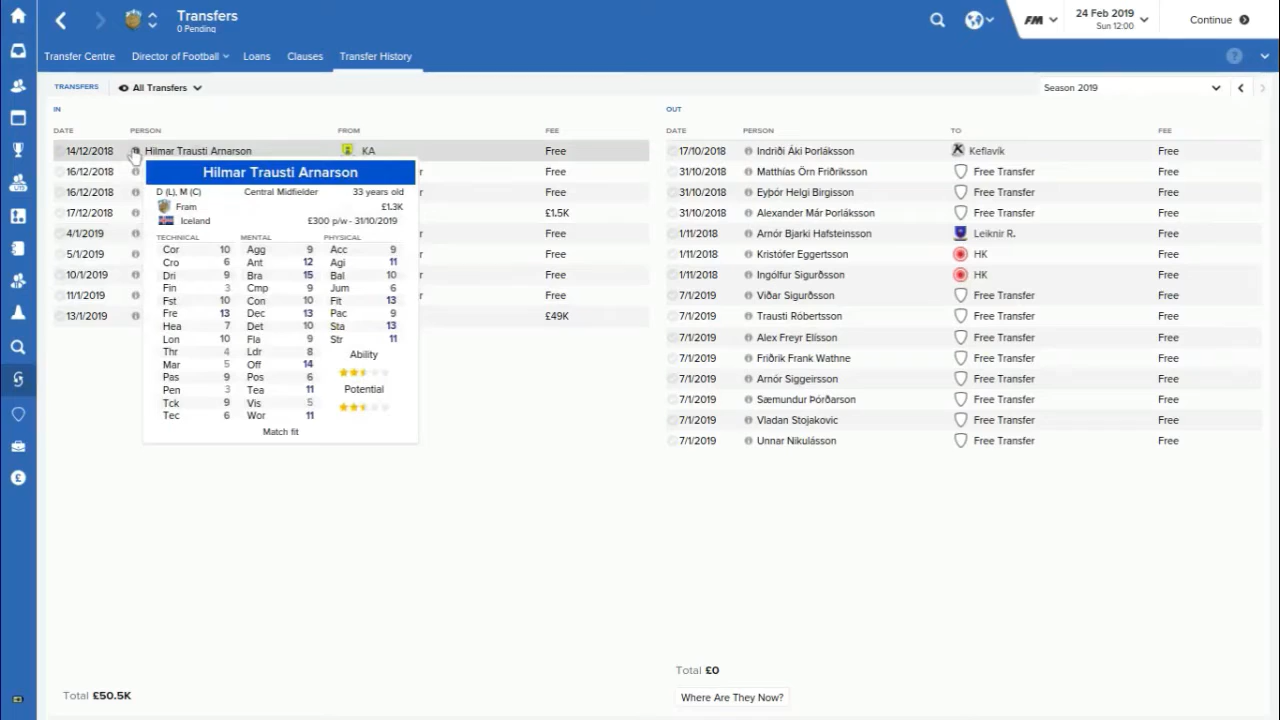 Transfers
0 Pending
FM
24 Feb 2019
Sun 12:00
Continue
Transfer Centre
Director of Football
Loans
Clauses
Transfer History
TRANSFERS
All Transfers
Season 2019
IN
DATE PERSON FROM FEE
14/12/2018 Hilmar Trausti Arnarson KA Free
16/12/2018 r Free
16/12/2018 Free
17/12/2018 £1.5K
4/1/2019 r Free
5/1/2019 Free
10/1/2019 Free
11/1/2019 r Free
13/1/2019 £49K
Hilmar Trausti Arnarson
D (L), M (C) Central Midfielder 33 years old
Fram £1.3K
Iceland £300 p/w - 31/10/2019
TECHNICAL MENTAL PHYSICAL
Cor 10 Agg 9 Acc 9
Cro 6 Ant 12 Agi 11
Dri 9 Bra 15 Bal 10
Fin 3 Cmp 9 Jum 6
Fst 10 Con 10 Fit 13
Fre 13 Dec 13 Pac 9
Hea 7 Det 10 Sta 13
Lon 10 Fla 9 Str 11
Thr 4 Ldr 8 Ability
Mar 5 Off 14
Pas 9 Pos 6
Pen 3 Tea 11 Potential
Tck 9 Vis 5
Tec 6 Wor 11
Match fit
Total £50.5K
OUT
DATE PERSON TO FEE
17/10/2018 Indriði Áki Þorláksson Keflavík Free
31/10/2018 Matthías Örn Friðriksson Free Transfer Free
31/10/2018 Eyþór Helgi Birgisson Free Transfer Free
31/10/2018 Alexander Már Þorláksson Free Transfer Free
1/11/2018 Arnór Bjarki Hafsteinsson Leiknir R. Free
1/11/2018 Kristófer Eggertsson HK Free
1/11/2018 Ingólfur Sigurðsson HK Free
7/1/2019 Viðar Sigurðsson Free Transfer Free
7/1/2019 Trausti Róbertsson Free Transfer Free
7/1/2019 Alex Freyr Elísson Free Transfer Free
7/1/2019 Friðrik Frank Wathne Free Transfer Free
7/1/2019 Arnór Siggeirsson Free Transfer Free
7/1/2019 Sæmundur Þórðarson Free Transfer Free
7/1/2019 Vladan Stojakovic Free Transfer Free
7/1/2019 Unnar Nikulásson Free Transfer Free
Total £0
Where Are They Now?